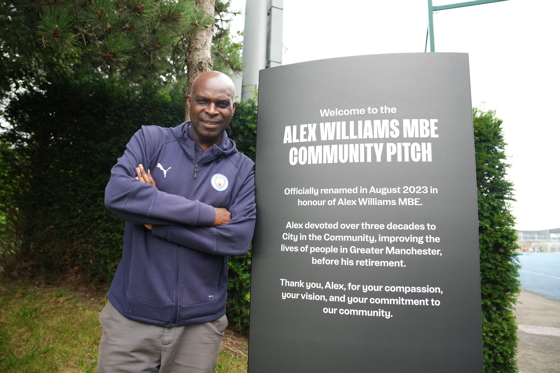 Welcome to the
ALEX WILLIAMS MBE
COMMUNITY PITCH
Officially renamed in August 2023 in
honour of Alex Williams MBE.
Alex devoted over three decades to
City in the Community, improving the
lives of people in Greater Manchester,
before his retirement.
Thank you, Alex, for your compassion,
your vision, and your commitment to
our community.